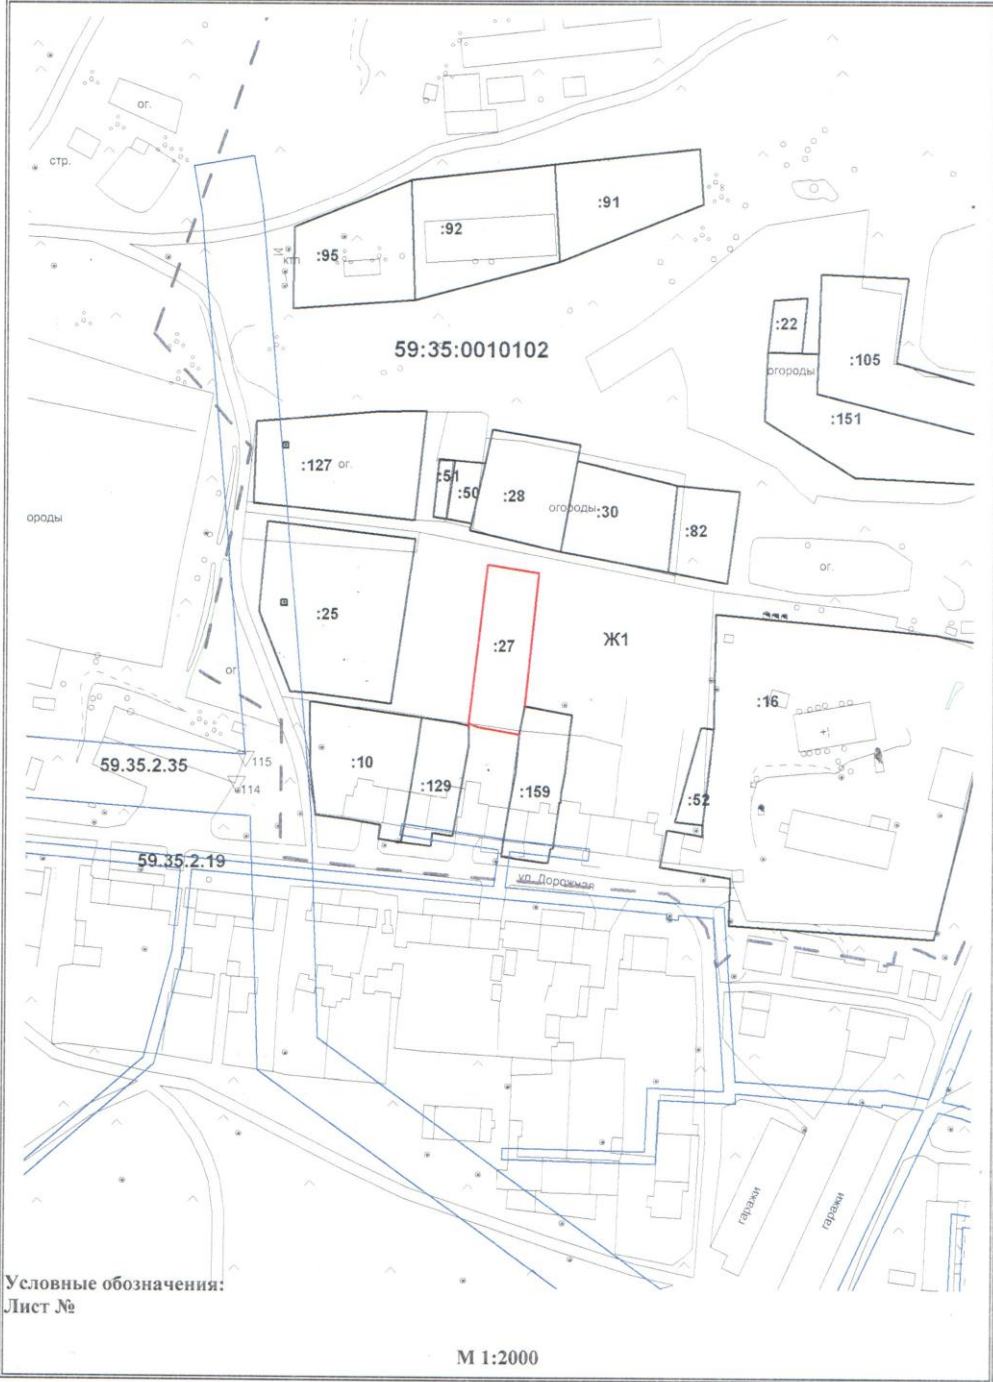 ог.
стр.
:91
:92
:95
ктп
59:35:0010102
:22
:105
огороды
:151
:127
ог.
:51
:50
:28
огороды
:30
:82
ороды
ог.
:25
:27
Ж1
ог
:16
:10
:129
:159
:52
59.35.2.35
115
114
59.35.2.19
ул. Дорожная
гаражи
гаражи
Условные обозначения:
Лист №
М 1:2000